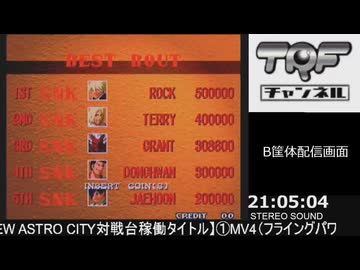 BEST BOUT
1ST SNK ROCK 500000
2ND SNK TERRY 400000
3RD SNK GRANT 303600
4TH SNK DONGHWAN 300000
INSERT COIN(S)
5TH SNK JAEHOON 200000
CREDIT 00
TRF
チャンネル
B筐体配信画面
21:05:04
STEREO SOUND
EW ASTRO CITY対戦台稼働タイトル】①MV4(フライングパワ